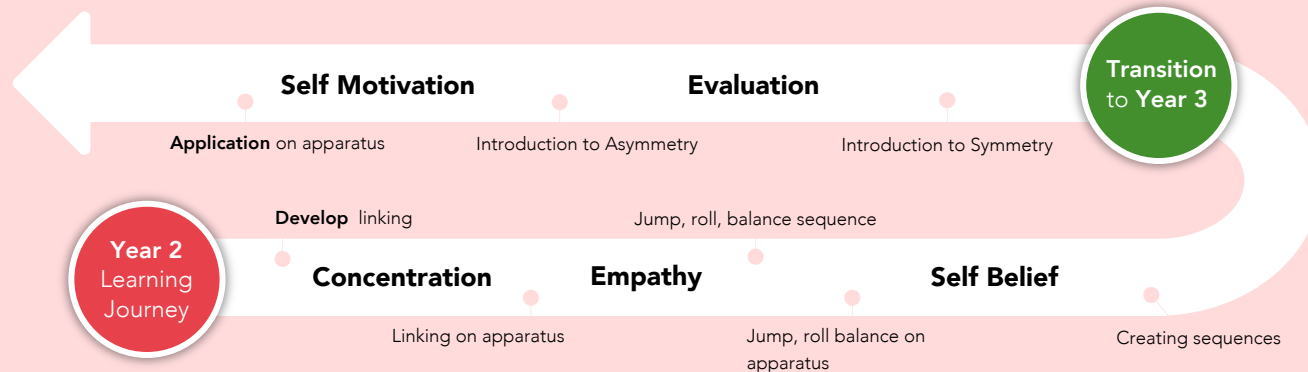 Self Motivation
Evaluation
Transition
to Year 3
Application on apparatus
Introduction to Asymmetry
Introduction to Symmetry
Develop linking
Jump, roll, balance sequence
Year 2
Learning
Journey
Concentration
Empathy
Self Belief
Linking on apparatus
Jump, roll balance on
apparatus
Creating sequences